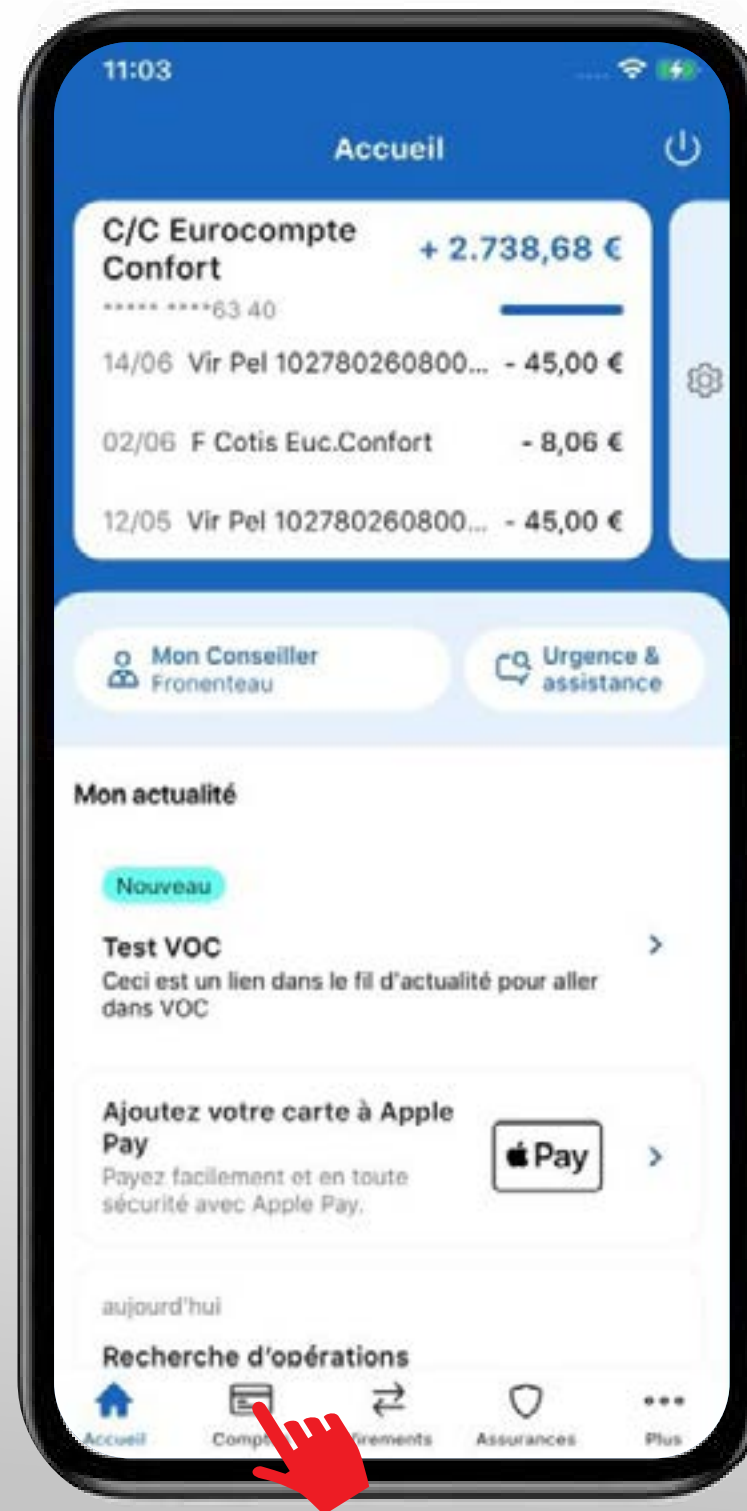 11:03
Accueil
C/C Eurocompte
Confort
+ 2.738,68 €
***** ****63 40
14/06 Vir Pel 102780260800... - 45,00 €
02/06 F Cotis Euc.Confort - 8,06 €
12/05 Vir Pel 102780260800... - 45,00 €
Mon Conseiller
Fronenteau
Urgence &
assistance
Mon actualité
Nouveau
Test VOC
Ceci est un lien dans le fil d'actualité pour aller
dans VOC
Ajoutez votre carte à Apple
Pay
Payez facilement et en toute
sécurité avec Apple Pay.
Pay
aujourd'hui
Recherche d'opérations
Accueil Compt irements Assurances Plus